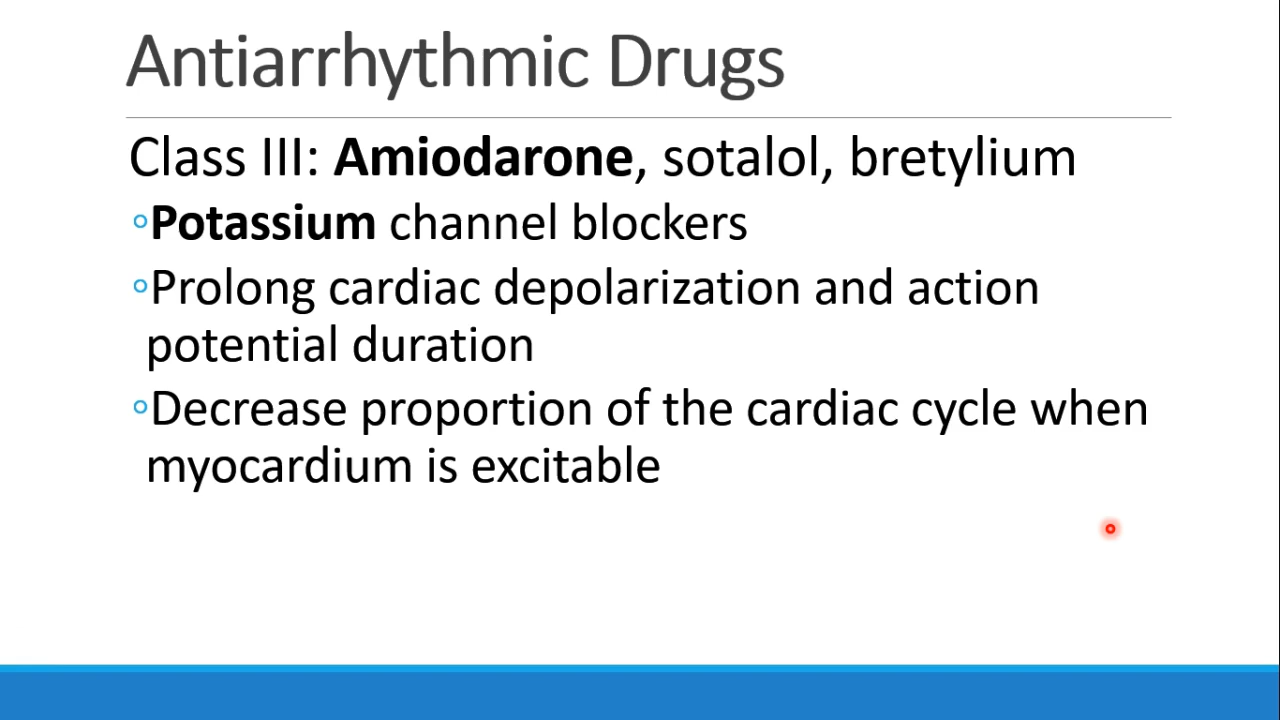 Antiarrhythmic Drugs
Class III: Amiodarone, sotalol, bretylium
◦Potassium channel blockers
◦Prolong cardiac depolarization and action
potential duration
◦Decrease proportion of the cardiac cycle when
myocardium is excitable